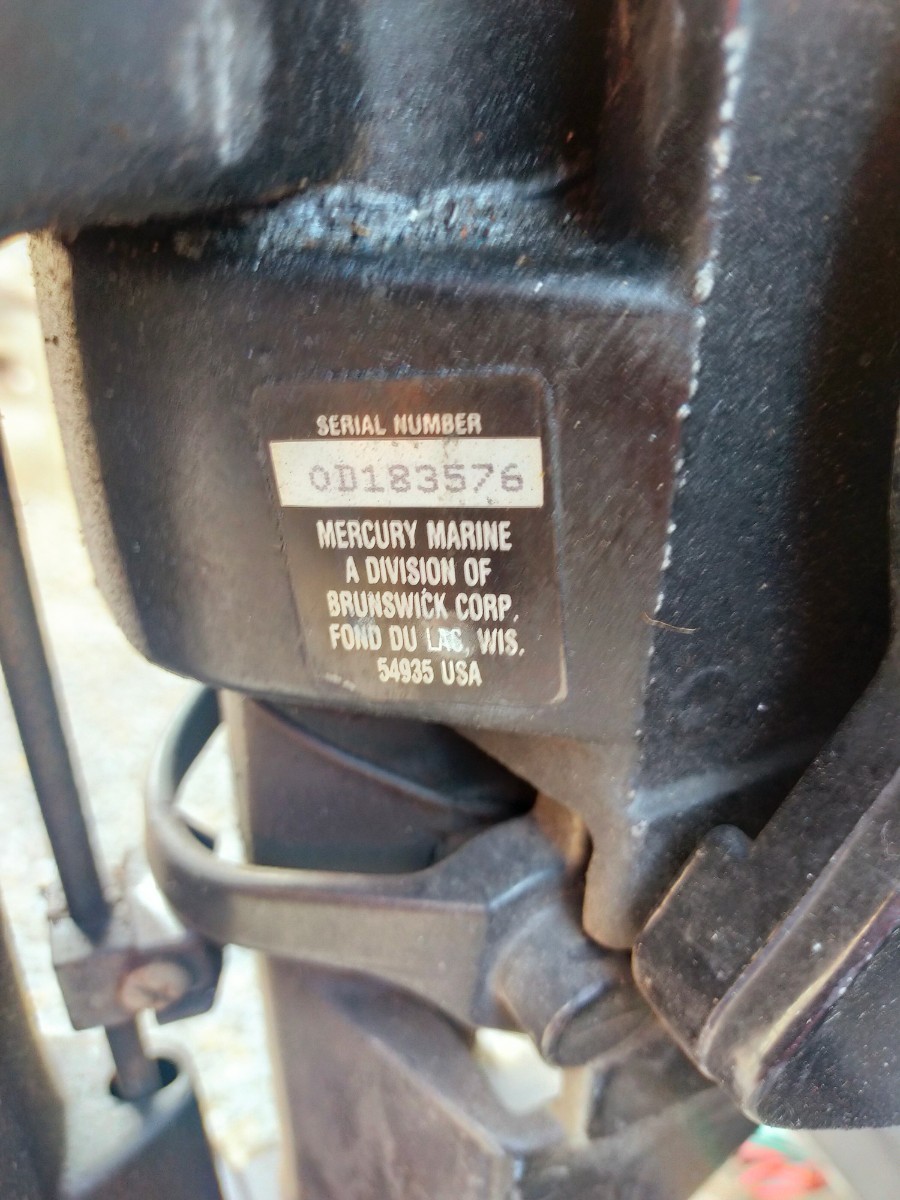 SERIAL NUMBER
0D183576
MERCURY MARINE
A DIVISION OF
BRUNSWICK CORP.
FOND DU LAC, WIS.
54935 USA